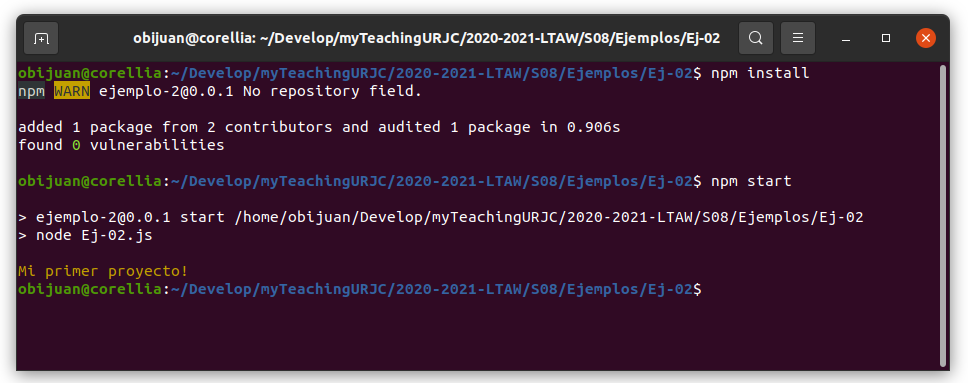 obijuan@corellia: ~/Develop/myTeachingURJC/2020-2021-LTAW/S08/Ejemplos/Ej-02
obijuan@corellia:~/Develop/myTeachingURJC/2020-2021-LTAW/S08/Ejemplos/Ej-02$ npm install
npm WARN ejemplo-2@0.0.1 No repository field.
added 1 package from 2 contributors and audited 1 package in 0.906s
found 0 vulnerabilities
obijuan@corellia:~/Develop/myTeachingURJC/2020-2021-LTAW/S08/Ejemplos/Ej-02$ npm start
> ejemplo-2@0.0.1 start /home/obijuan/Develop/myTeachingURJC/2020-2021-LTAW/S08/Ejemplos/Ej-02
> node Ej-02.js
Mi primer proyecto!
obijuan@corellia:~/Develop/myTeachingURJC/2020-2021-LTAW/S08/Ejemplos/Ej-02$